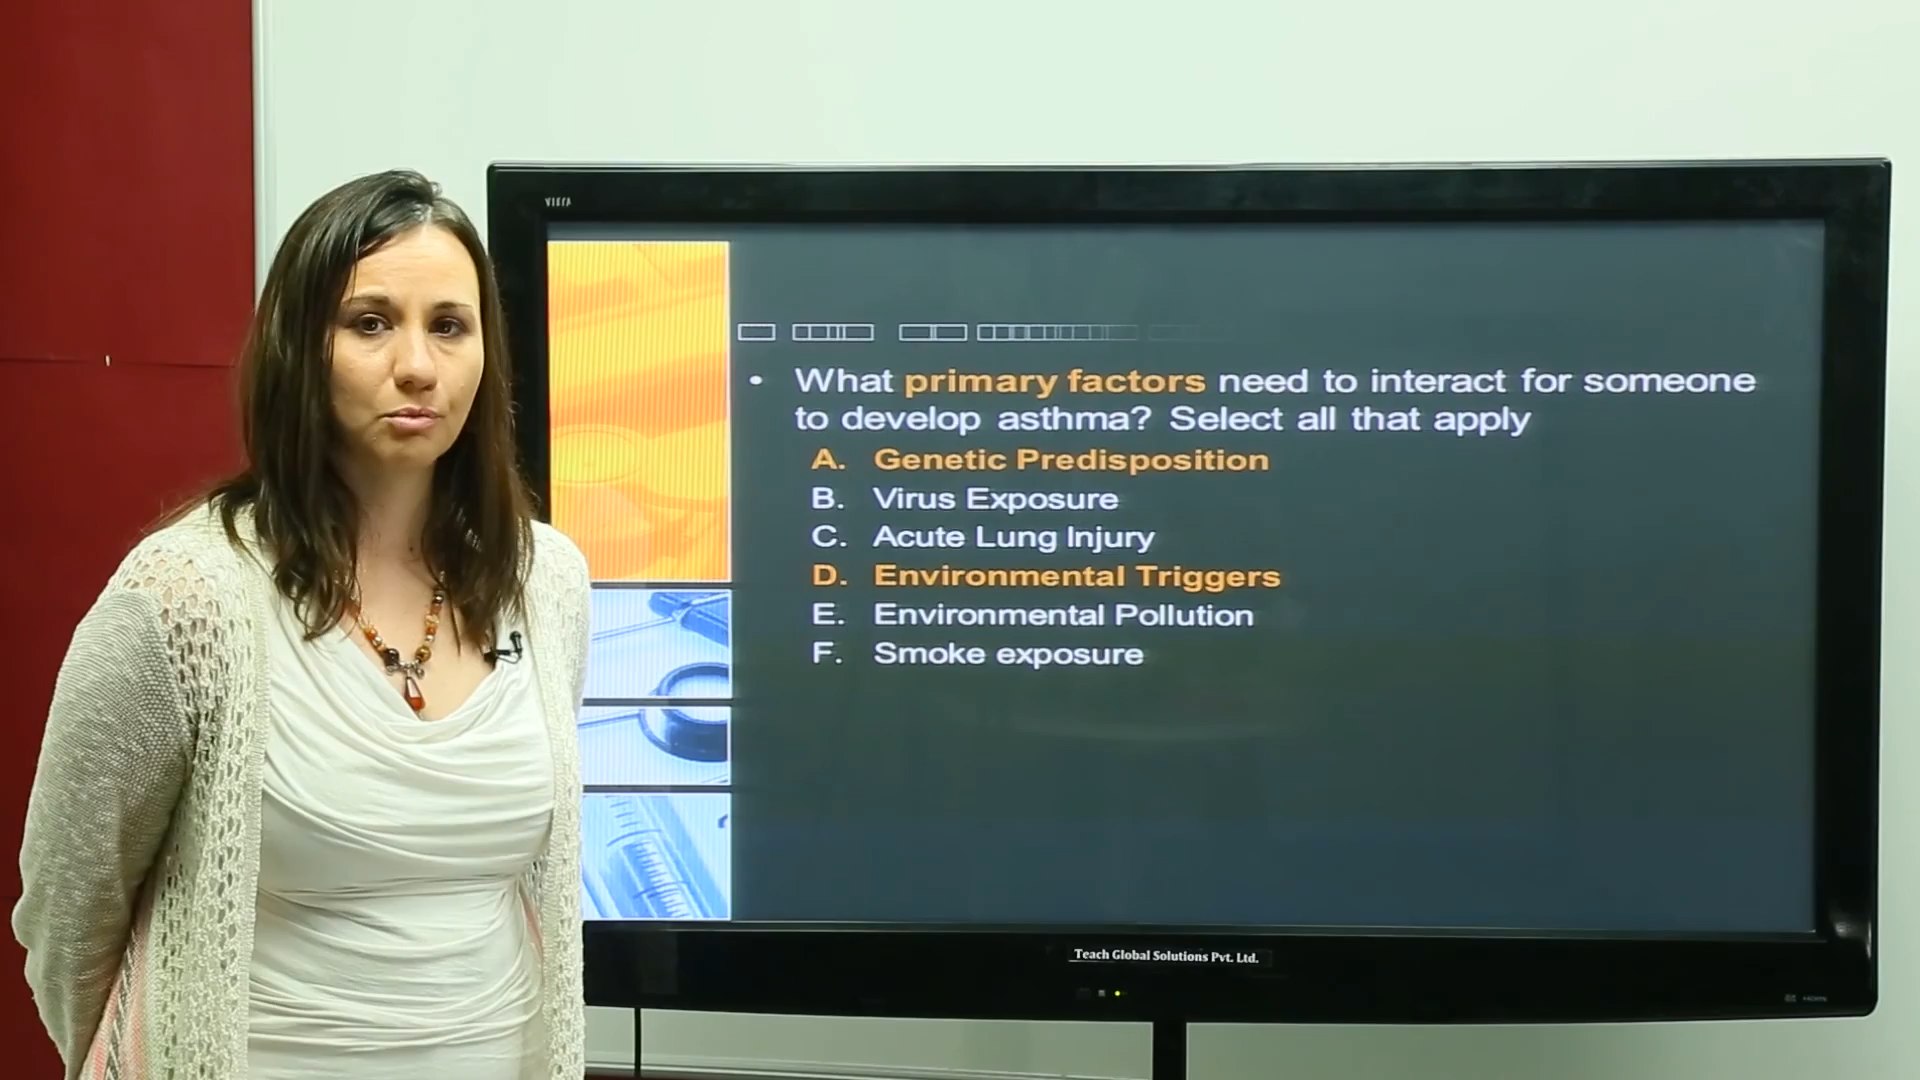 VIERA
• What primary factors need to interact for someone
to develop asthma? Select all that apply
A. Genetic Predisposition
B. Virus Exposure
C. Acute Lung Injury
D. Environmental Triggers
E. Environmental Pollution
F. Smoke exposure
Teach Global Solutions Pvt. Ltd.